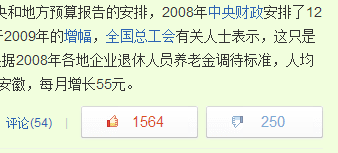 央和地方预算报告的安排，2008年中央财政安排了12
2009年的增幅，全国总工会有关人士表示，这只是
据2008年各地企业退休人员养老金调待标准，人均
安徽，每月增长55元。
评论(54) | 1564 250